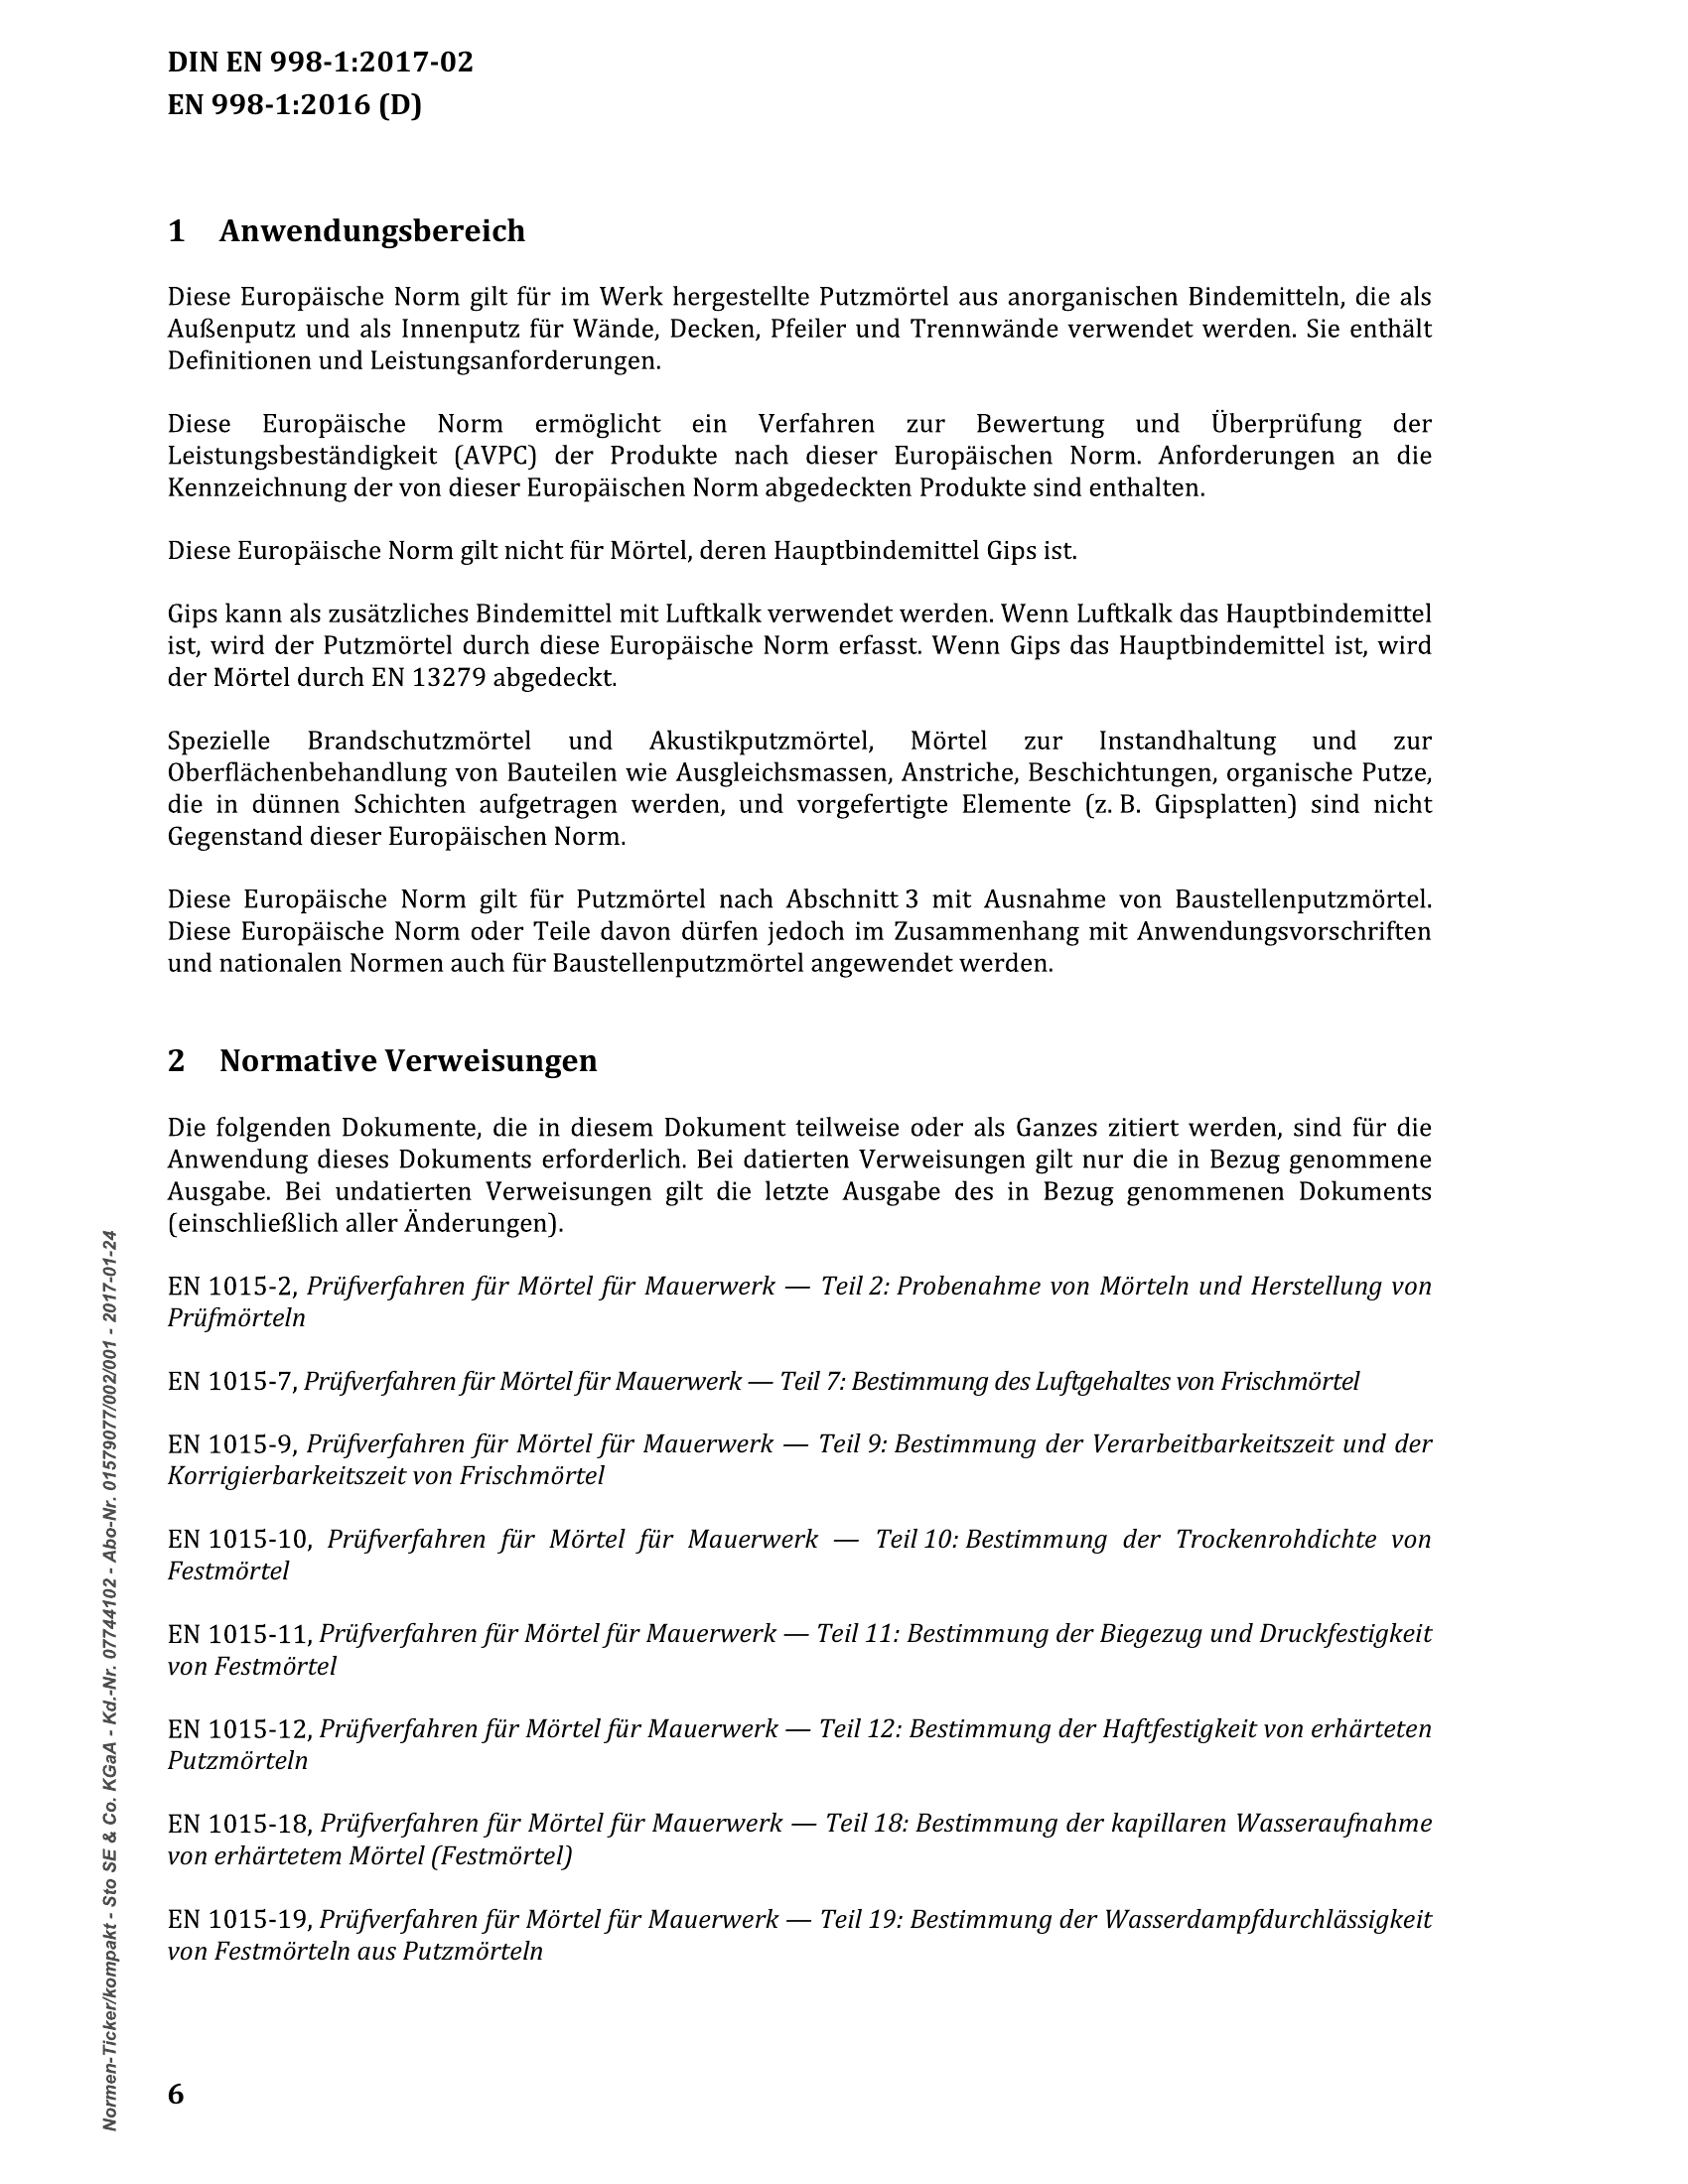 DIN EN 998-1:2017-02
EN 998-1:2016 (D)
1 Anwendungsbereich
Diese Europäische Norm gilt für im Werk hergestellte Putzmörtel aus anorganischen Bindemitteln, die als
Außenputz und als Innenputz für Wände, Decken, Pfeiler und Trennwände verwendet werden. Sie enthält
Definitionen und Leistungsanforderungen.
Diese Europäische Norm ermöglicht ein Verfahren zur Bewertung und Überprüfung der
Leistungsbeständigkeit (AVPC) der Produkte nach dieser Europäischen Norm. Anforderungen an die
Kennzeichnung der von dieser Europäischen Norm abgedeckten Produkte sind enthalten.
Diese Europäische Norm gilt nicht für Mörtel, deren Hauptbindemittel Gips ist.
Gips kann als zusätzliches Bindemittel mit Luftkalk verwendet werden. Wenn Luftkalk das Hauptbindemittel
ist, wird der Putzmörtel durch diese Europäische Norm erfasst. Wenn Gips das Hauptbindemittel ist, wird
der Mörtel durch EN 13279 abgedeckt.
Spezielle Brandschutzmörtel und Akustikputzmörtel, Mörtel zur Instandhaltung und zur
Oberflächenbehandlung von Bauteilen wie Ausgleichsmassen, Anstriche, Beschichtungen, organische Putze,
die in dünnen Schichten aufgetragen werden, und vorgefertigte Elemente (z. B. Gipsplatten) sind nicht
Gegenstand dieser Europäischen Norm.
Diese Europäische Norm gilt für Putzmörtel nach Abschnitt 3 mit Ausnahme von Baustellenputzmörtel.
Diese Europäische Norm oder Teile davon dürfen jedoch im Zusammenhang mit Anwendungsvorschriften
und nationalen Normen auch für Baustellenputzmörtel angewendet werden.
2 Normative Verweisungen
Die folgenden Dokumente, die in diesem Dokument teilweise oder als Ganzes zitiert werden, sind für die
Anwendung dieses Dokuments erforderlich. Bei datierten Verweisungen gilt nur die in Bezug genommene
Ausgabe. Bei undatierten Verweisungen gilt die letzte Ausgabe des in Bezug genommenen Dokuments
(einschließlich aller Änderungen).
EN 1015-2, Prüfverfahren für Mörtel für Mauerwerk — Teil 2: Probenahme von Mörteln und Herstellung von
Prüfmörteln
EN 1015-7, Prüfverfahren für Mörtel für Mauerwerk — Teil 7: Bestimmung des Luftgehaltes von Frischmörtel
EN 1015-9, Prüfverfahren für Mörtel für Mauerwerk — Teil 9: Bestimmung der Verarbeitbarkeitszeit und der
Korrigierbarkeitszeit von Frischmörtel
EN 1015-10, Prüfverfahren für Mörtel für Mauerwerk — Teil 10: Bestimmung der Trockenrohdichte von
Festmörtel
EN 1015-11, Prüfverfahren für Mörtel für Mauerwerk — Teil 11: Bestimmung der Biegezug und Druckfestigkeit
von Festmörtel
EN 1015-12, Prüfverfahren für Mörtel für Mauerwerk — Teil 12: Bestimmung der Haftfestigkeit von erhärteten
Putzmörteln
EN 1015-18, Prüfverfahren für Mörtel für Mauerwerk — Teil 18: Bestimmung der kapillaren Wasseraufnahme
von erhärtetem Mörtel (Festmörtel)
EN 1015-19, Prüfverfahren für Mörtel für Mauerwerk — Teil 19: Bestimmung der Wasserdampfdurchlässigkeit
von Festmörteln aus Putzmörteln
6
Normen-Ticker/kompakt - Sto SE & Co. KGaA - Kd.-Nr. 07744102 - Abo-Nr. 01579077/002/001 - 2017-01-24